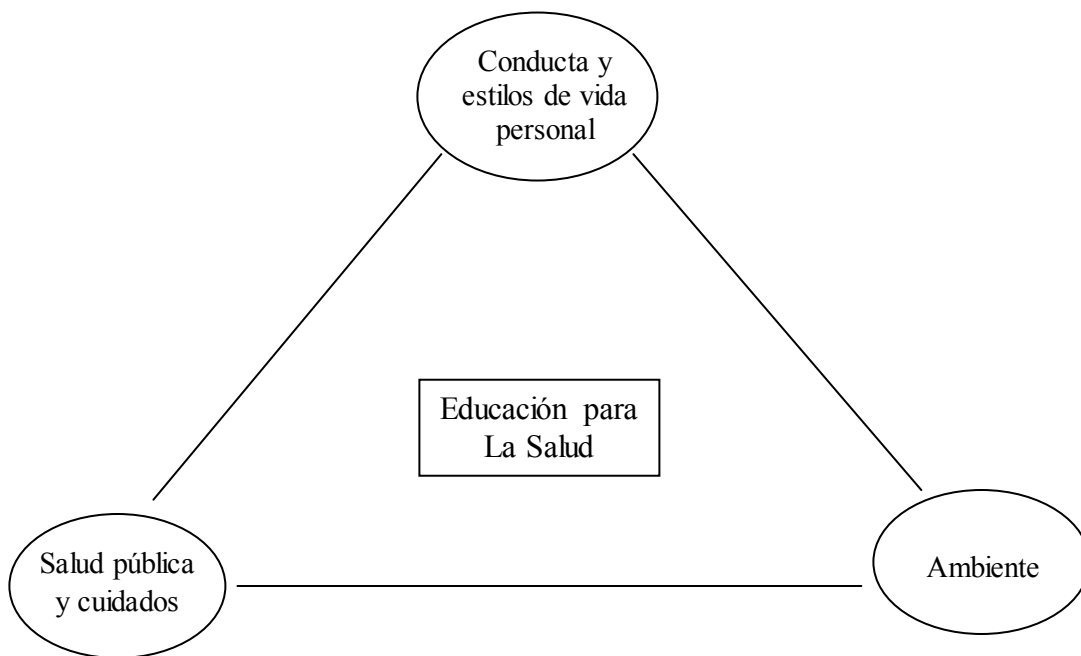 Conducta y
estilos de vida
personal
Educación para
La Salud
Salud pública
y cuidados
Ambiente